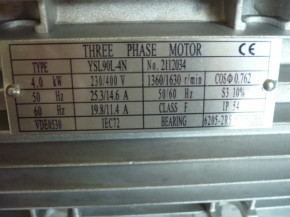 THREE PHASE MOTOR CE
TYPE YSL90L-4N No. 2112034
4.0 kW 230/400 V 1360/1630 r/min COSΦ 0.762
50 Hz 25.3/14.6 A 50/60 Hz S3 10%
60 Hz 19.8/11.4 A CLASS F IP 54
VDE0530 IEC72 BEARING 6205-2RS